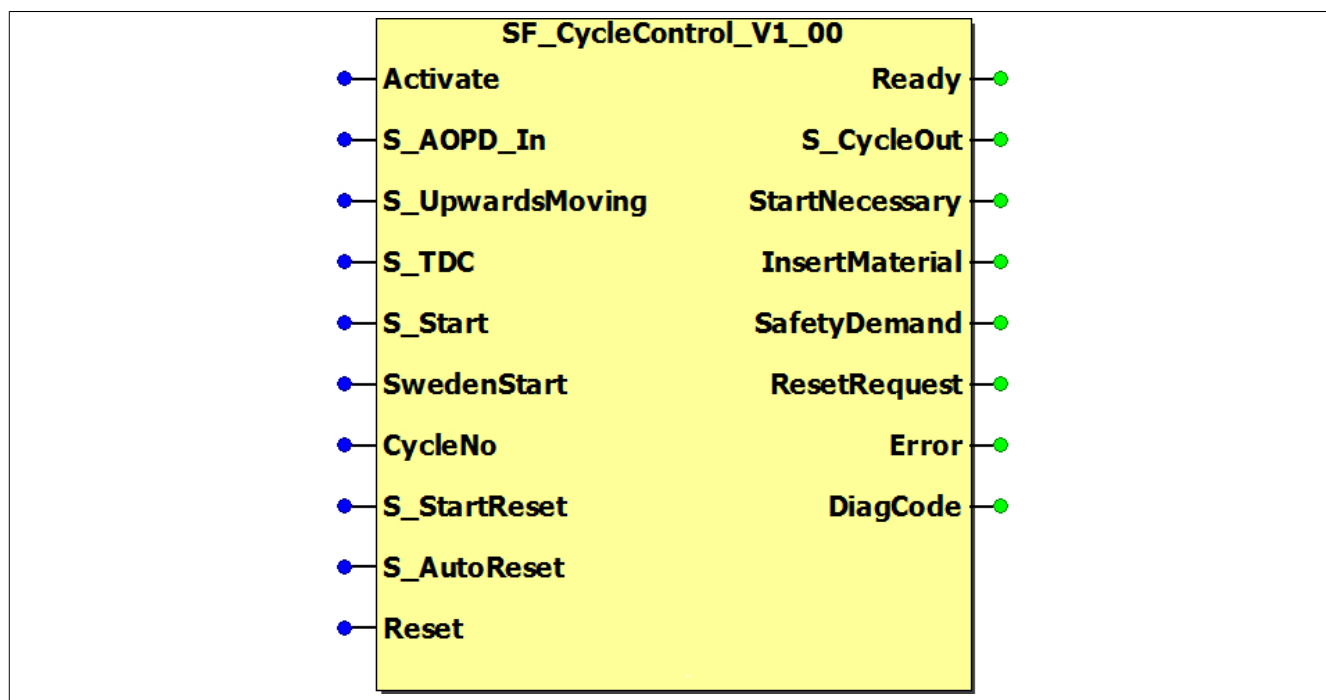 SF_CycleControl_V1_00
Activate Ready
S_AOPD_In S_CycleOut
S_UpwardsMoving StartNecessary
S_TDC InsertMaterial
S_Start SafetyDemand
SwedenStart ResetRequest
CycleNo Error
S_StartReset DiagCode
S_AutoReset
Reset